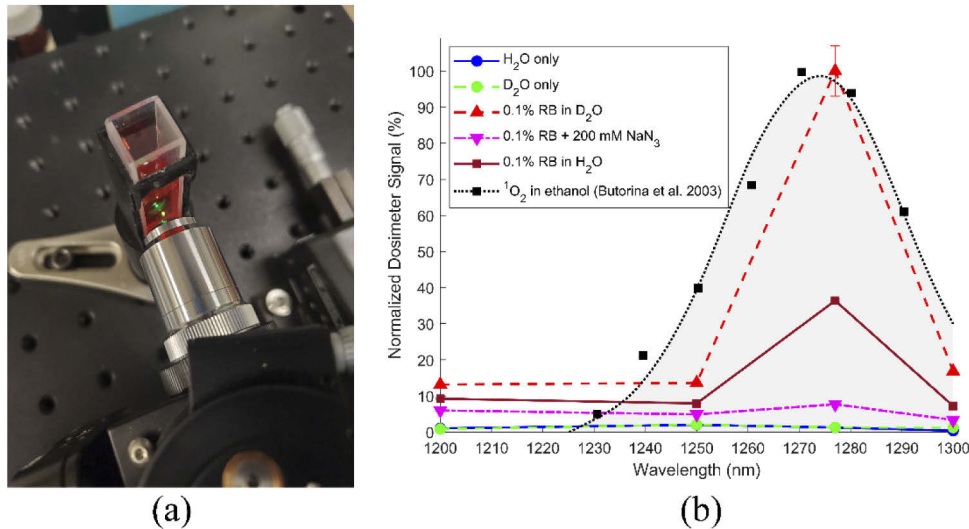 H₂O only
D₂O only
0.1% RB in D₂O
0.1% RB + 200 mM NaN₃
0.1% RB in H₂O
¹O₂ in ethanol (Butorina et al. 2003)
Normalized Dosimeter Signal (%)
100
90
80
70
60
50
40
30
20
10
0
1200 1210 1220 1230 1240 1250 1260 1270 1280 1290 1300
Wavelength (nm)
(a) (b)